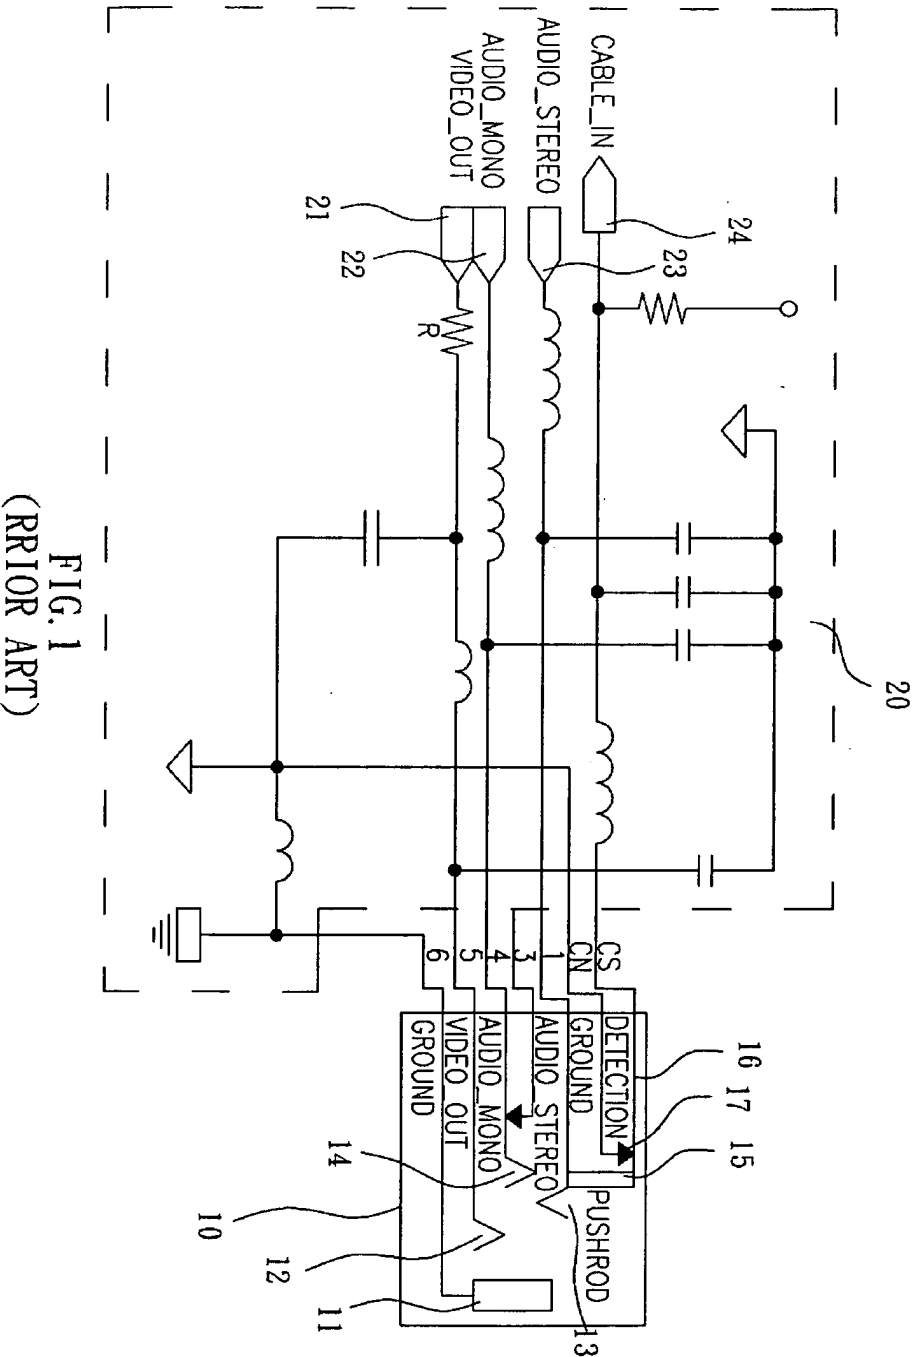 CABLE_IN
AUDIO_STEREO
AUDIO_MONO
VIDEO_OUT
24
23
22
21
R
20
CS
CN
1
3
4
5
6
DETECTION
GROUND
AUDIO_STEREO
AUDIO_MONO
VIDEO_OUT
GROUND
PUSHROD
16
17
15
14
13
12
11
10
FIG.1
(RRIOR ART)